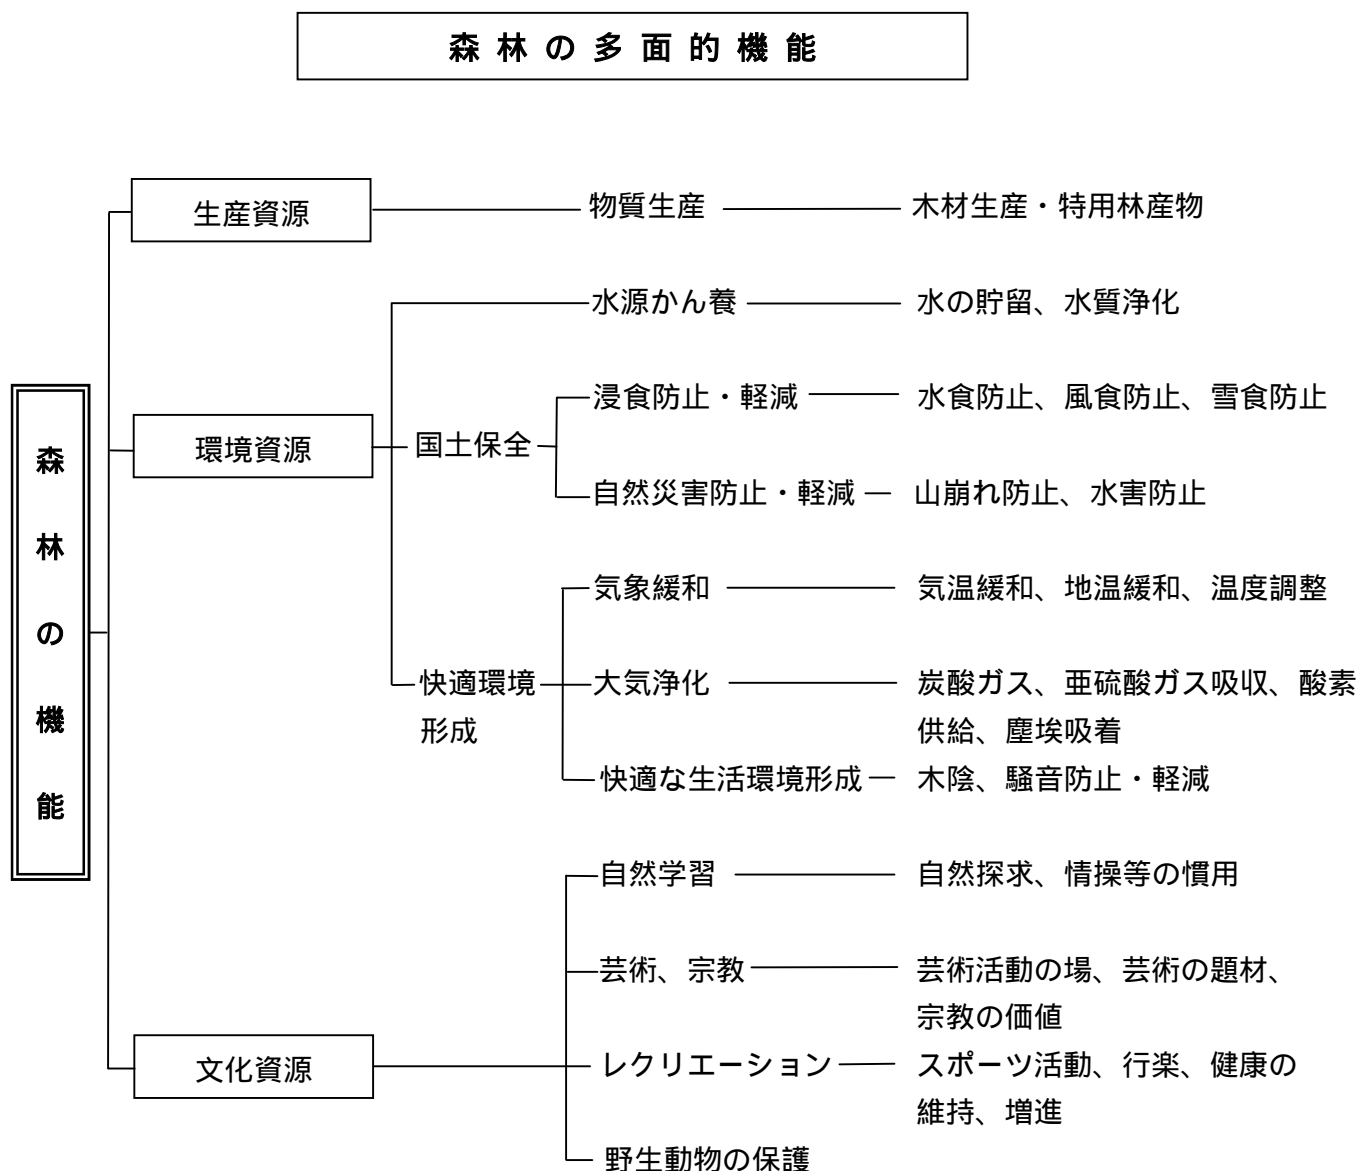 森林の多面的機能
生産資源
物質生産
木材生産・特用林産物
水源かん養
水の貯留、水質浄化
浸食防止・軽減
水食防止、風食防止、雪食防止
森林の機能
環境資源
国土保全
自然災害防止・軽減
山崩れ防止、水害防止
気象緩和
気温緩和、地温緩和、温度調整
快適環境
形成
大気浄化
炭酸ガス、亜硫酸ガス吸収、酸素
供給、塵埃吸着
快適な生活環境形成
木陰、騒音防止・軽減
自然学習
自然探求、情操等の慣用
芸術、宗教
芸術活動の場、芸術の題材、
宗教の価値
文化資源
レクリエーション
スポーツ活動、行楽、健康の
維持、増進
野生動物の保護